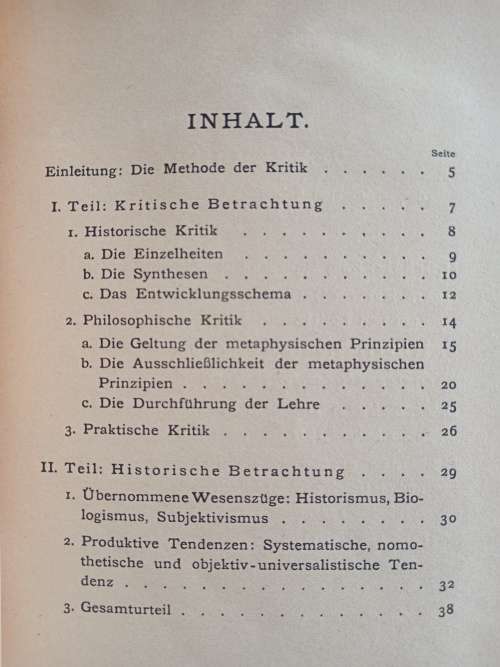 INHALT.
Seite
Einleitung: Die Methode der Kritik . . . . . . 5
I. Teil: Kritische Betrachtung . . . . . 7
1. Historische Kritik . . . . . . . . . 8
a. Die Einzelheiten . . . . . . . . . 9
b. Die Synthesen . . . . . . . . . . 10
c. Das Entwicklungsschema . . . . . . 12
2. Philosophische Kritik . . . . . . . . 14
a. Die Geltung der metaphysischen Prinzipien 15
b. Die Ausschließlichkeit der metaphysischen
Prinzipien . . . . . . . . . . . . 20
c. Die Durchführung der Lehre . . . . . 25
3. Praktische Kritik . . . . . . . . . . 26
II. Teil: Historische Betrachtung . . . . 29
1. Übernommene Wesenszüge: Historismus, Bio-
logismus, Subjektivismus . . . . . . . 30
2. Produktive Tendenzen: Systematische, nomo-
thetische und objektiv-universalistische Ten-
denz . . . . . . . . . . . . . . 32
3. Gesamturteil . . . . . . . . . . . . 38